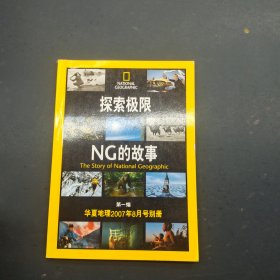 NATIONAL
GEOGRAPHIC
探索极限
NG的故事
The Story of National Geographic
第一辑
华夏地理2007年8月号别册